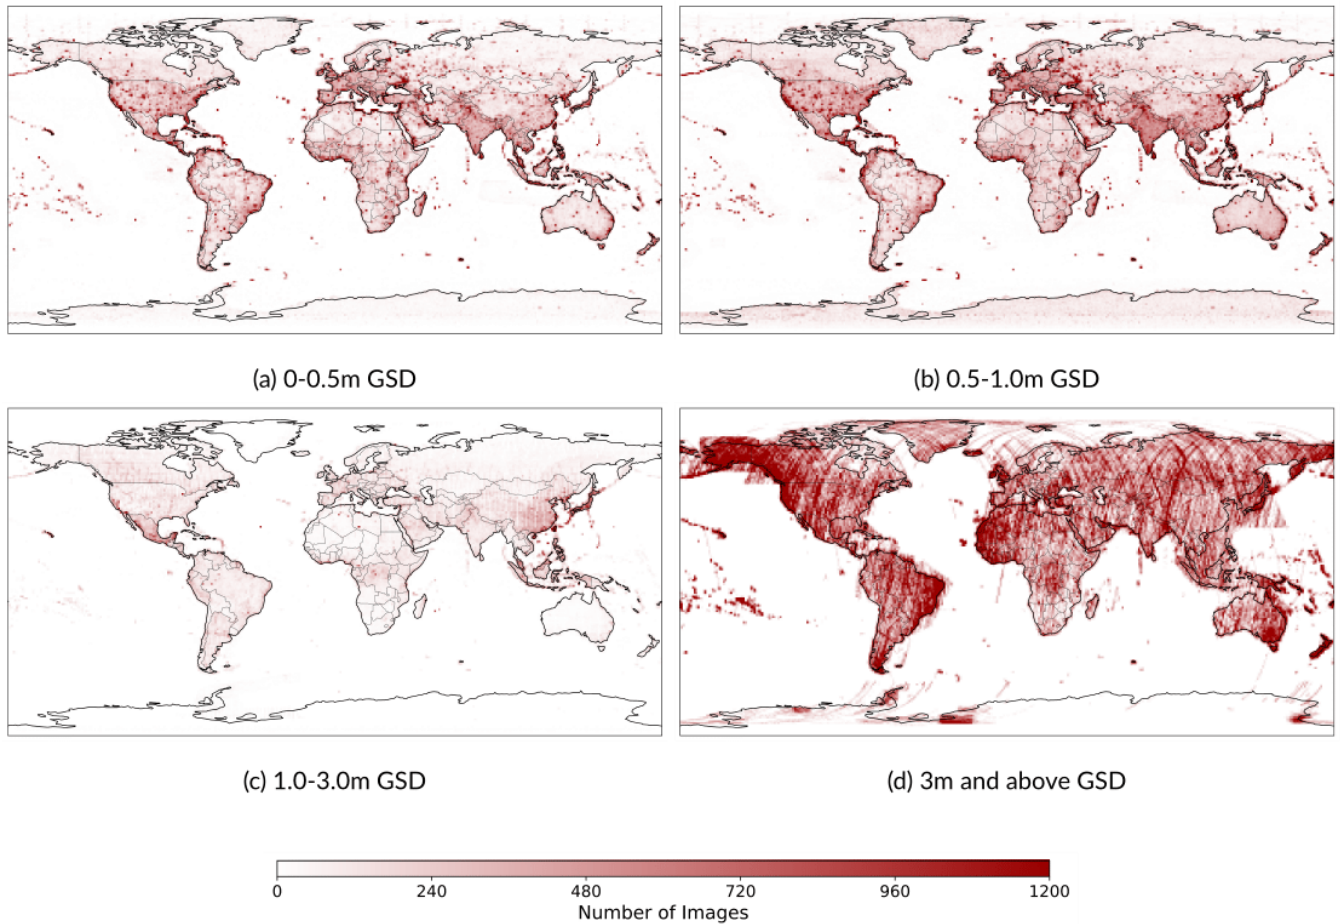 (a) 0-0.5m GSD
(b) 0.5-1.0m GSD
(c) 1.0-3.0m GSD
(d) 3m and above GSD
0 240 480 720 960 1200
Number of Images